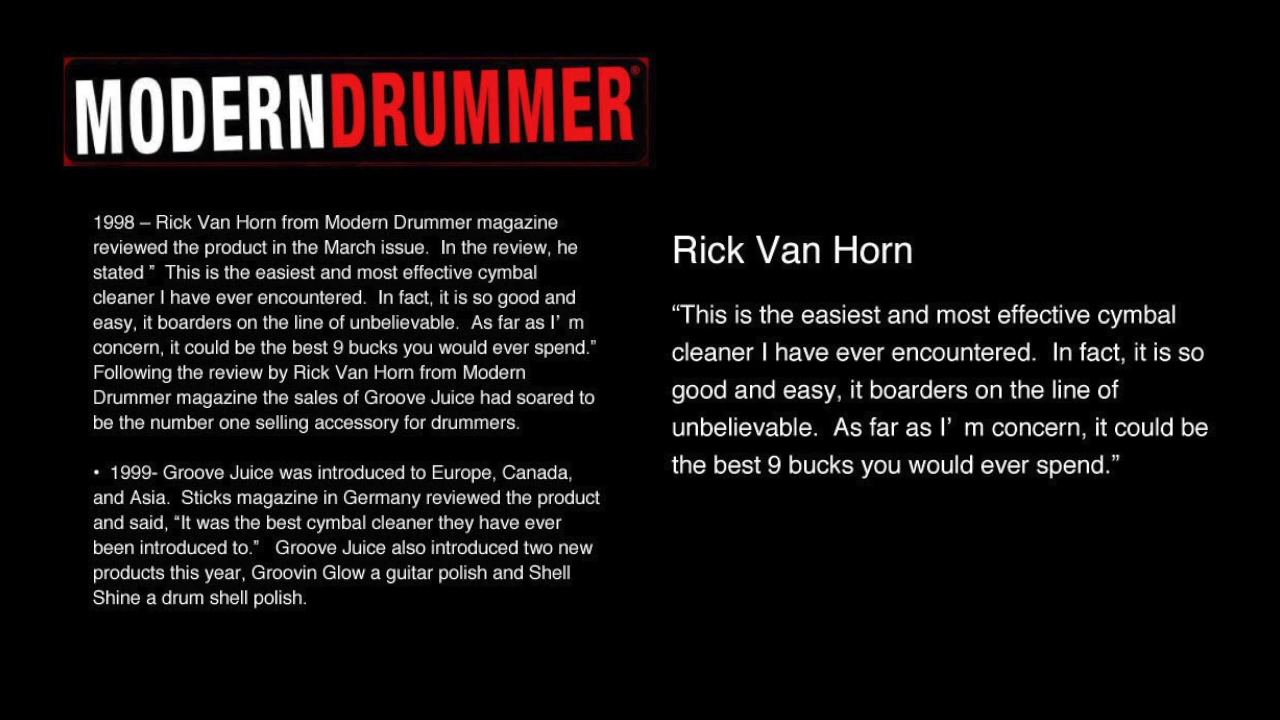 MODERNDRUMMER®
1998 – Rick Van Horn from Modern Drummer magazine
reviewed the product in the March issue.  In the review, he
stated ”  This is the easiest and most effective cymbal
cleaner I have ever encountered.  In fact, it is so good and
easy, it boarders on the line of unbelievable.  As far as I’ m
concern, it could be the best 9 bucks you would ever spend.”
Following the review by Rick Van Horn from Modern
Drummer magazine the sales of Groove Juice had soared to
be the number one selling accessory for drummers.
• 1999- Groove Juice was introduced to Europe, Canada,
and Asia.  Sticks magazine in Germany reviewed the product
and said, “It was the best cymbal cleaner they have ever
been introduced to.”   Groove Juice also introduced two new
products this year, Groovin Glow a guitar polish and Shell
Shine a drum shell polish.
Rick Van Horn
“This is the easiest and most effective cymbal
cleaner I have ever encountered.  In fact, it is so
good and easy, it boarders on the line of
unbelievable.  As far as I’ m concern, it could be
the best 9 bucks you would ever spend.”